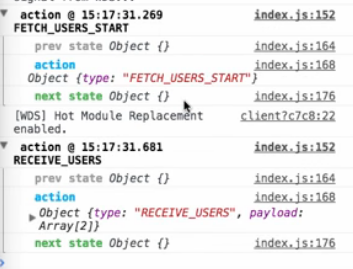 action @ 15:17:31.269 index.js:152
FETCH_USERS_START
prev state Object {} index.js:164
action index.js:168
Object {type: "FETCH_USERS_START"}
next state Object {} index.js:176
[WDS] Hot Module Replacement client?c7c8:22
enabled.
action @ 15:17:31.681 index.js:152
RECEIVE_USERS
prev state Object {} index.js:164
action index.js:168
Object {type: "RECEIVE_USERS", payload:
Array[2]}
next state Object {} index.js:176